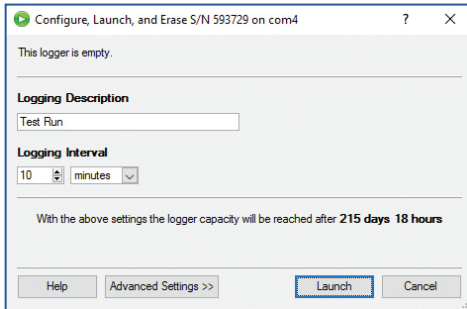 Configure, Launch, and Erase S/N 593729 on com4 ?
This logger is empty.
Logging Description
Test Run
Logging Interval
10 minutes
With the above settings the logger capacity will be reached after 215 days 18 hours
Help Advanced Settings >> Launch Cancel